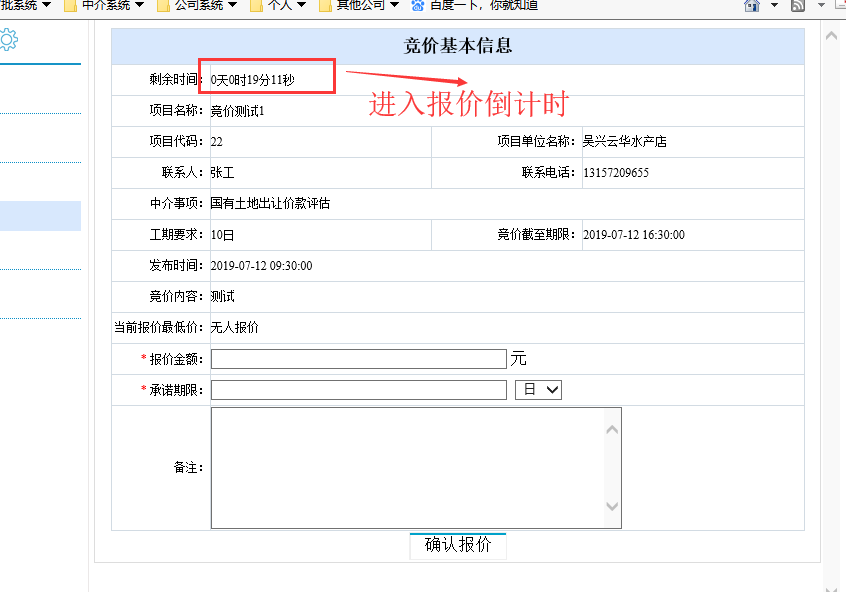 批系统 中介系统 公司系统 个人 其他公司 百度一下，你就知道
竞价基本信息
剩余时间： 0天0时19分11秒
进入报价倒计时
项目名称： 竞价测试1
项目代码： 22 项目单位名称： 吴兴云华水产店
联系人： 张工 联系电话： 13157209655
中介事项： 国有土地出让价款评估
工期要求： 10日 竞价截至期限： 2019-07-12 16:30:00
发布时间： 2019-07-12 09:30:00
竞价内容： 测试
当前报价最低价： 无人报价
*报价金额： 元
*承诺期限： 日
备注：
确认报价